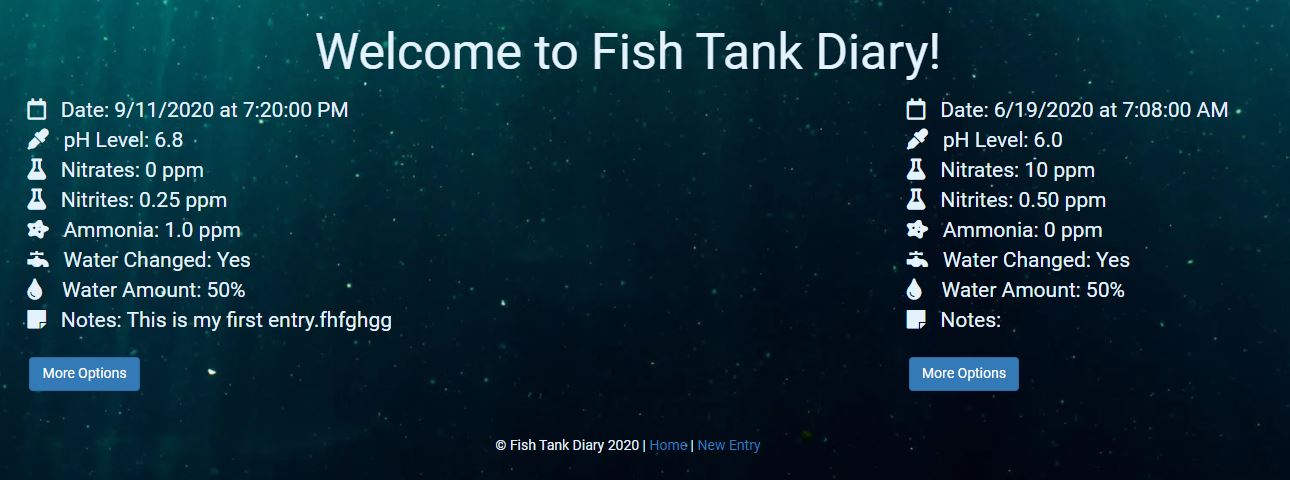 Welcome to Fish Tank Diary!
Date: 9/11/2020 at 7:20:00 PM
pH Level: 6.8
Nitrates: 0 ppm
Nitrites: 0.25 ppm
Ammonia: 1.0 ppm
Water Changed: Yes
Water Amount: 50%
Notes: This is my first entry.fhfghgg
More Options
Date: 6/19/2020 at 7:08:00 AM
pH Level: 6.0
Nitrates: 10 ppm
Nitrites: 0.50 ppm
Ammonia: 0 ppm
Water Changed: Yes
Water Amount: 50%
Notes:
More Options
© Fish Tank Diary 2020 | Home | New Entry